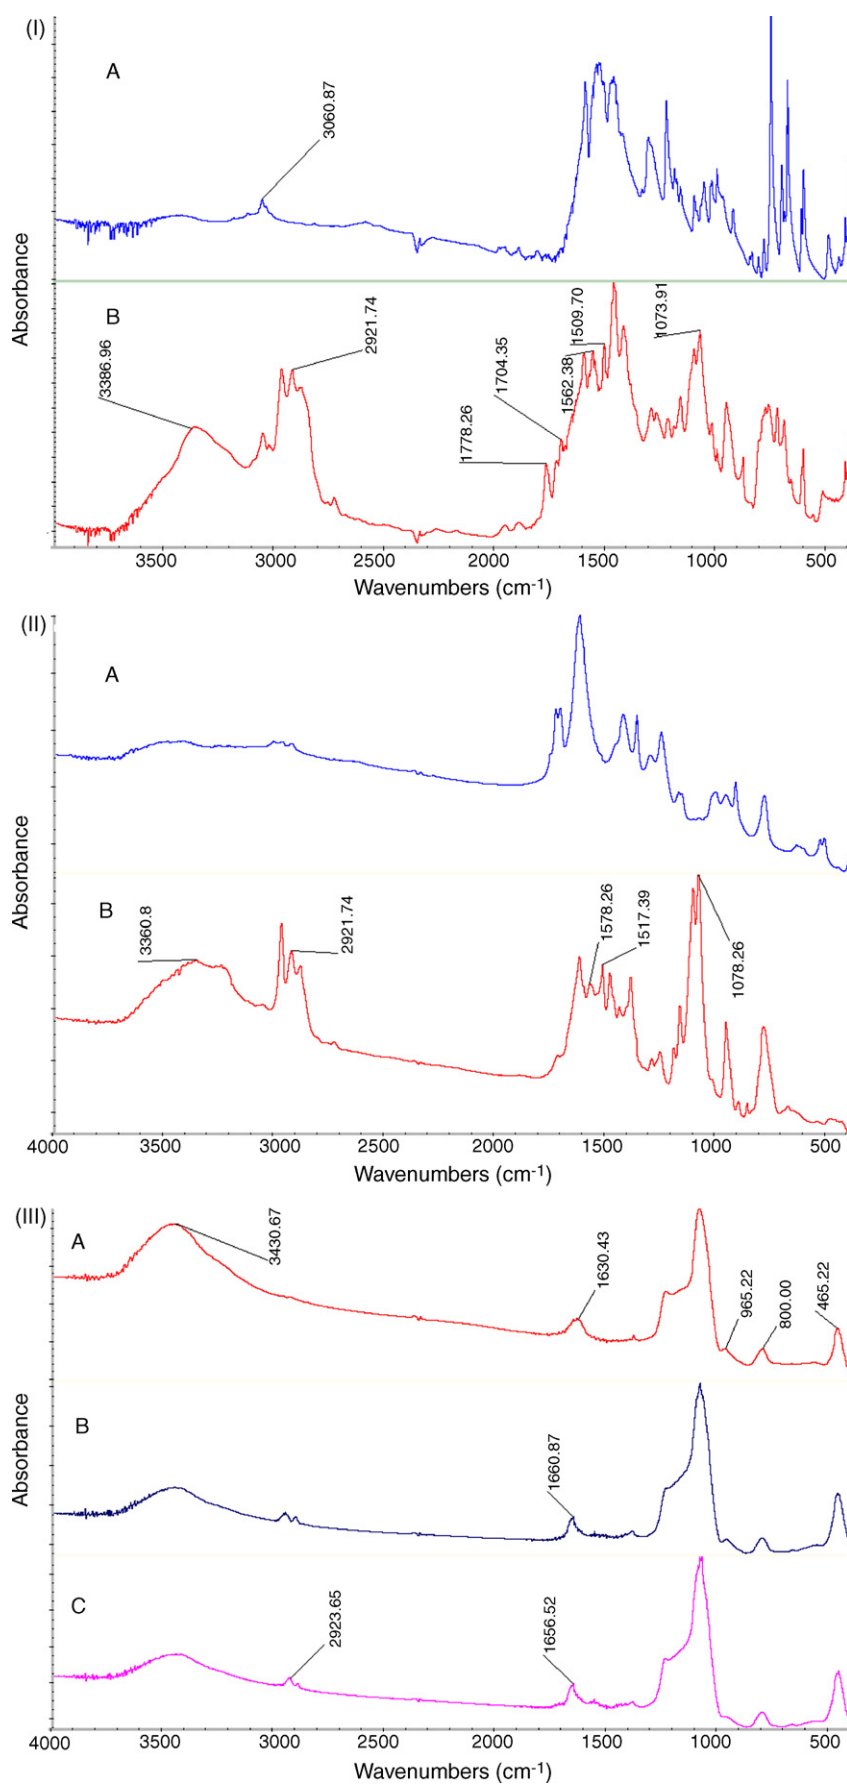 (I)
A
3060.87
Absorbance
B
3386.96
2921.74
1778.26
1704.35
1562.38
1509.70
1073.91
3500 3000 2500 2000 1500 1000 500
Wavenumbers (cm-1)
(II)
A
Absorbance
B
3360.8
2921.74
1578.26
1517.39
1078.26
4000 3500 3000 2500 2000 1500 1000 500
Wavenumbers (cm-1)
(III)
A
3430.67
1630.43
965.22
800.00
465.22
Absorbance
B
1660.87
C
2923.65
1656.52
4000 3500 3000 2500 2000 1500 1000 500
Wavenumbers (cm-1)